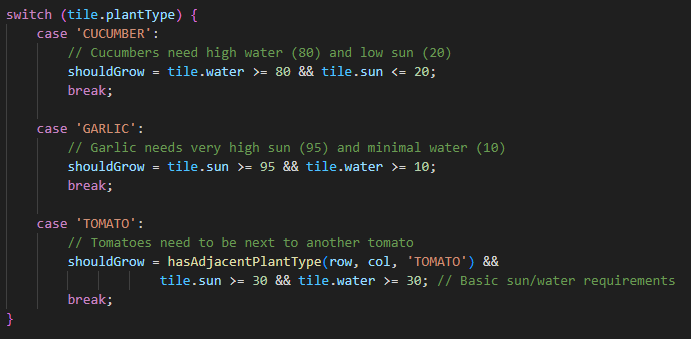 switch (tile.plantType) {
    case 'CUCUMBER':
        // Cucumbers need high water (80) and low sun (20)
        shouldGrow = tile.water >= 80 && tile.sun <= 20;
        break;

    case 'GARLIC':
        // Garlic needs very high sun (95) and minimal water (10)
        shouldGrow = tile.sun >= 95 && tile.water >= 10;
        break;

    case 'TOMATO':
        // Tomatoes need to be next to another tomato
        shouldGrow = hasAdjacentPlantType(row, col, 'TOMATO') &&
                    tile.sun >= 30 && tile.water >= 30; // Basic sun/water requirements
        break;
}